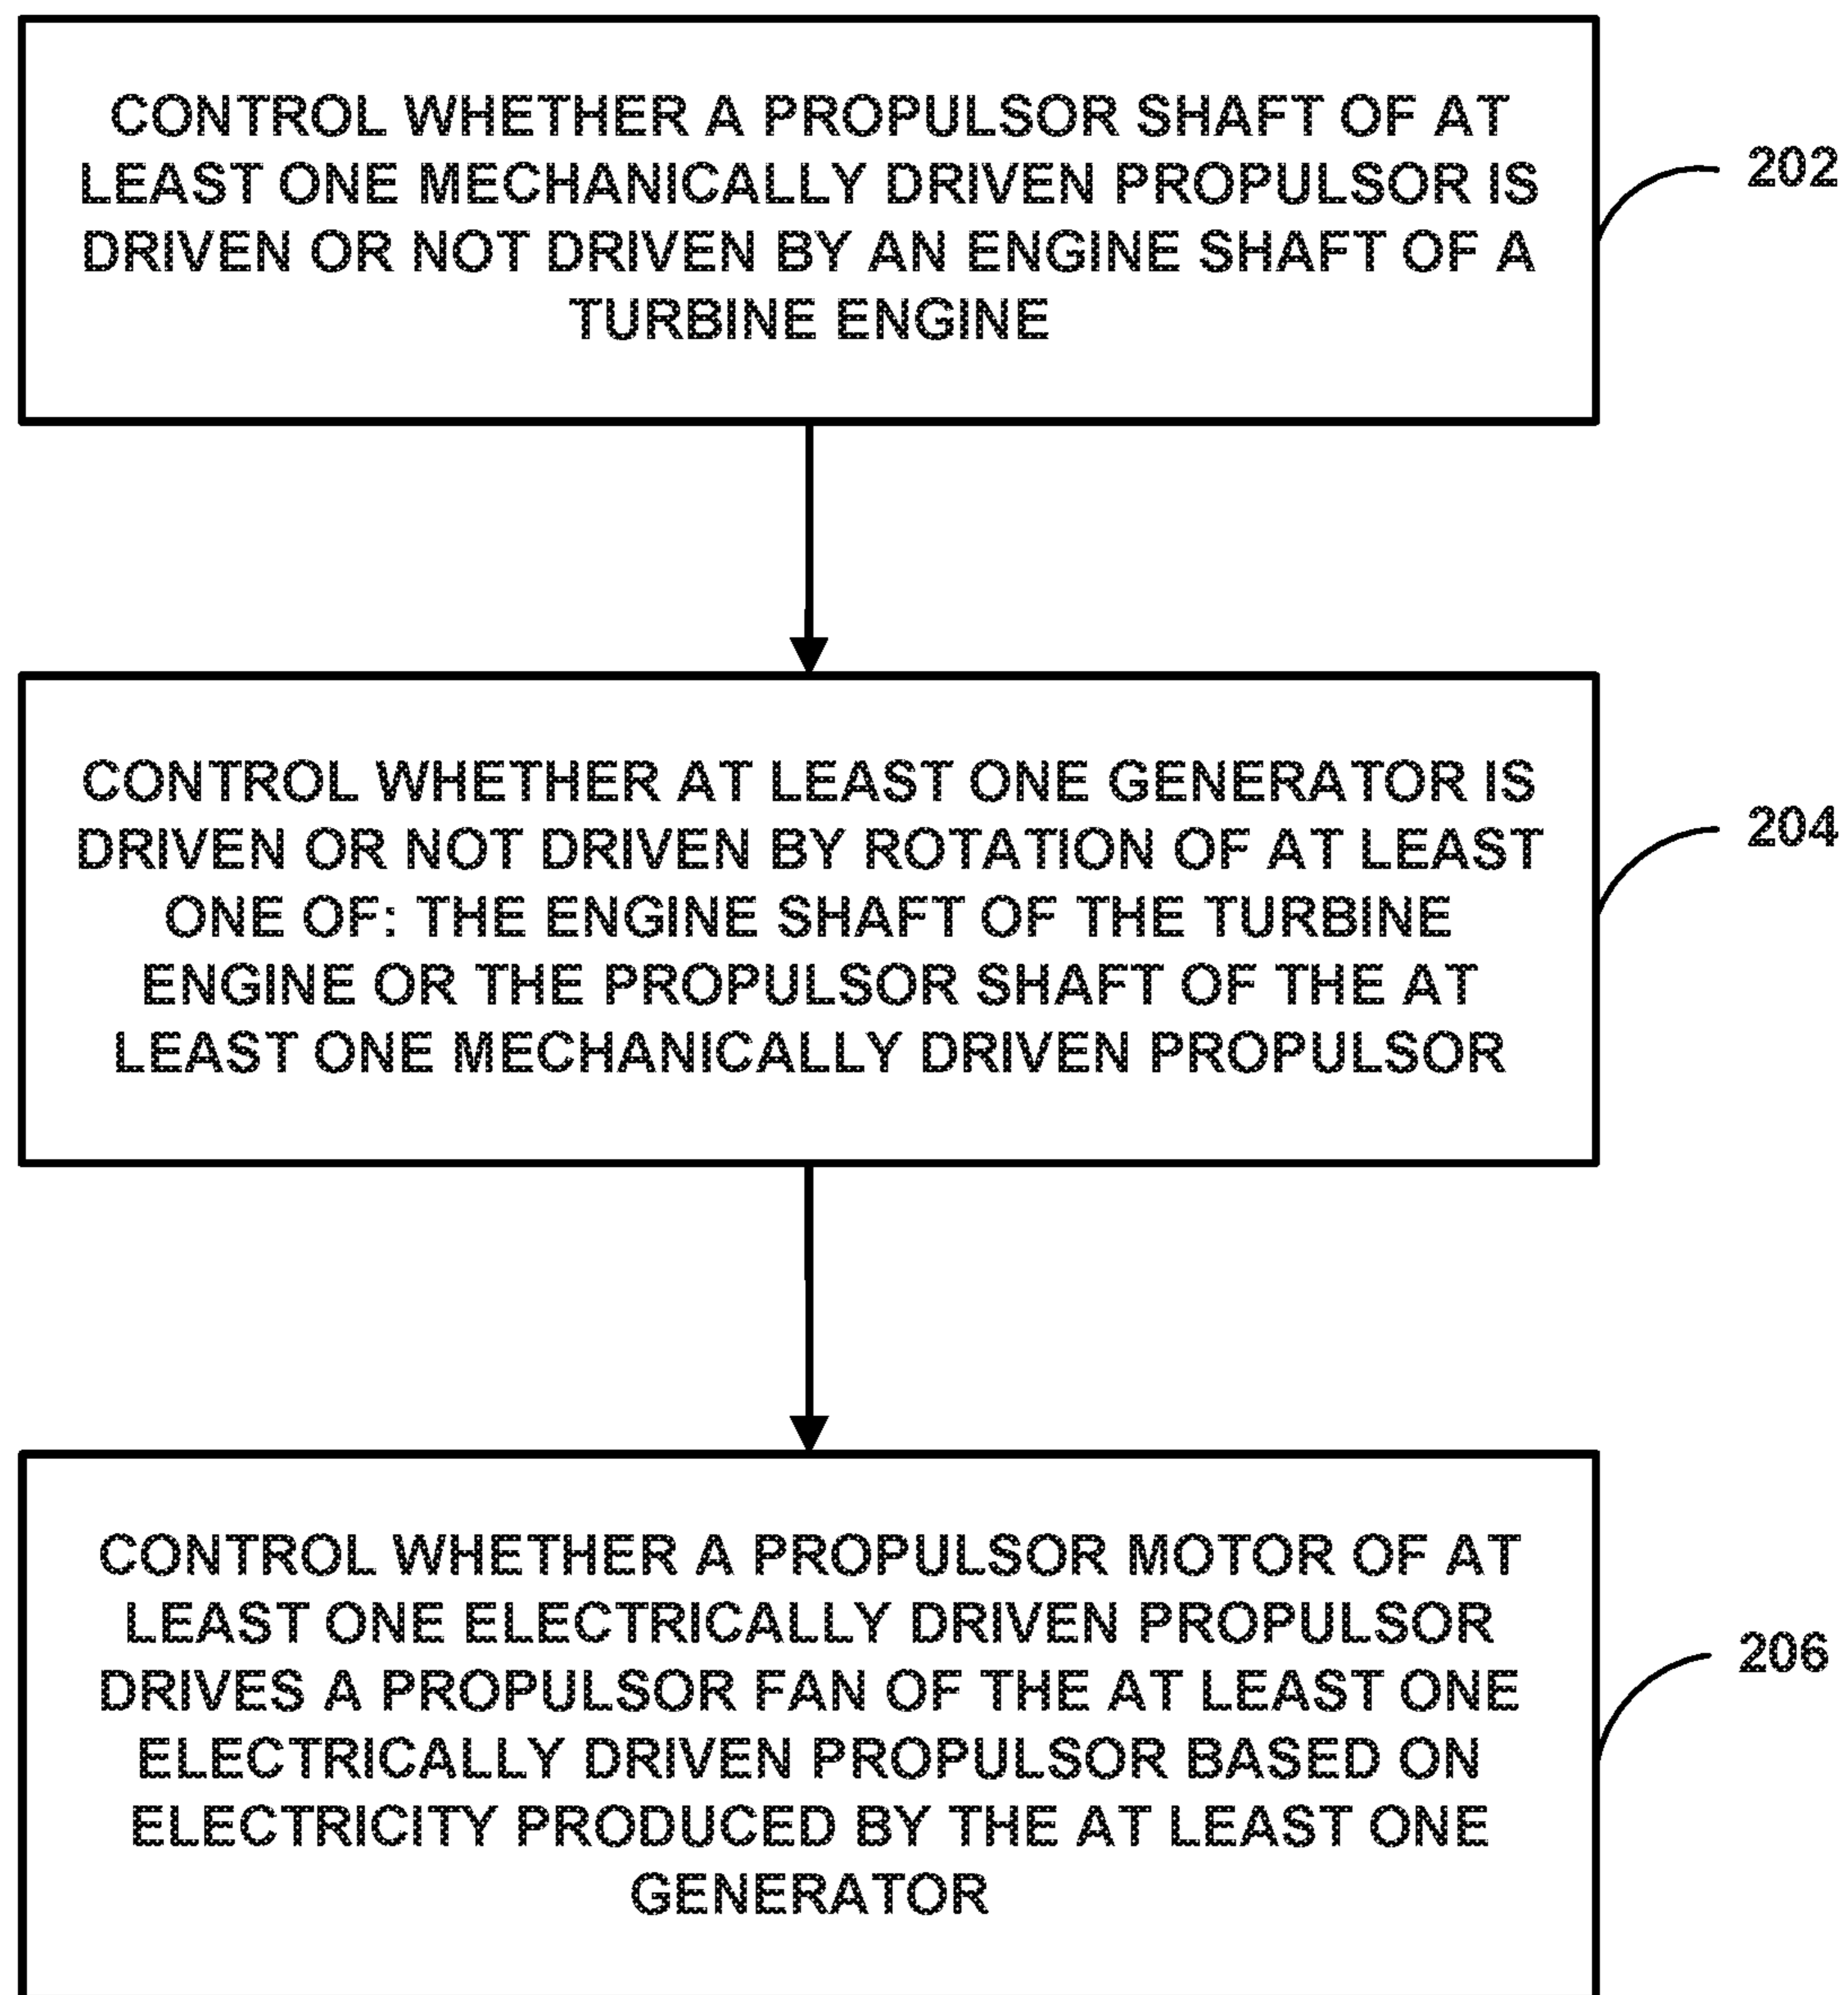 CONTROL WHETHER A PROPULSOR SHAFT OF AT
LEAST ONE MECHANICALLY DRIVEN PROPULSOR IS
DRIVEN OR NOT DRIVEN BY AN ENGINE SHAFT OF A
TURBINE ENGINE
202
CONTROL WHETHER AT LEAST ONE GENERATOR IS
DRIVEN OR NOT DRIVEN BY ROTATION OF AT LEAST
ONE OF: THE ENGINE SHAFT OF THE TURBINE
ENGINE OR THE PROPULSOR SHAFT OF THE AT
LEAST ONE MECHANICALLY DRIVEN PROPULSOR
204
CONTROL WHETHER A PROPULSOR MOTOR OF AT
LEAST ONE ELECTRICALLY DRIVEN PROPULSOR
DRIVES A PROPULSOR FAN OF THE AT LEAST ONE
ELECTRICALLY DRIVEN PROPULSOR BASED ON
ELECTRICITY PRODUCED BY THE AT LEAST ONE
GENERATOR
206